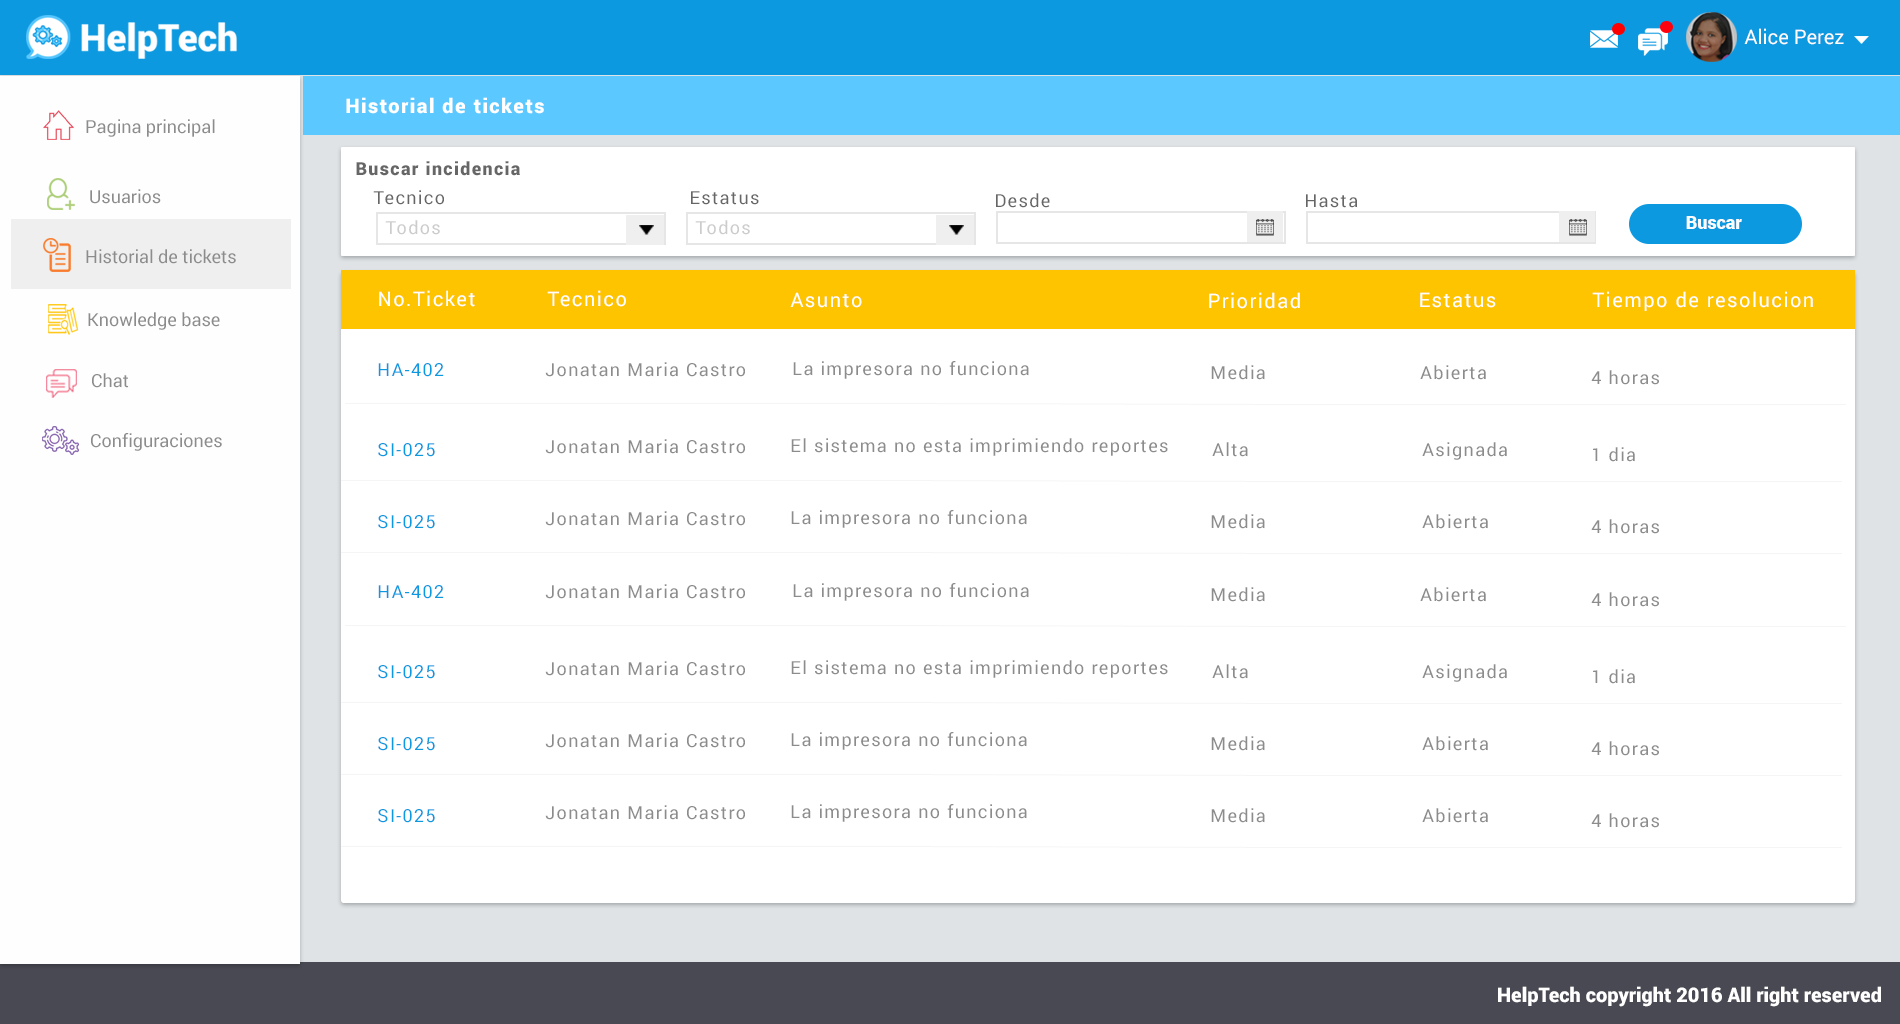 HelpTech
Alice Perez
Pagina principal
Usuarios
Historial de tickets
Knowledge base
Chat
Configuraciones
Historial de tickets
Buscar incidencia
Tecnico Estatus Desde Hasta
Todos Todos Buscar
No.Ticket Tecnico Asunto Prioridad Estatus Tiempo de resolucion
HA-402 Jonatan Maria Castro La impresora no funciona Media Abierta 4 horas
SI-025 Jonatan Maria Castro El sistema no esta imprimiendo reportes Alta Asignada 1 dia
SI-025 Jonatan Maria Castro La impresora no funciona Media Abierta 4 horas
HA-402 Jonatan Maria Castro La impresora no funciona Media Abierta 4 horas
SI-025 Jonatan Maria Castro El sistema no esta imprimiendo reportes Alta Asignada 1 dia
SI-025 Jonatan Maria Castro La impresora no funciona Media Abierta 4 horas
SI-025 Jonatan Maria Castro La impresora no funciona Media Abierta 4 horas
HelpTech copyright 2016 All right reserved